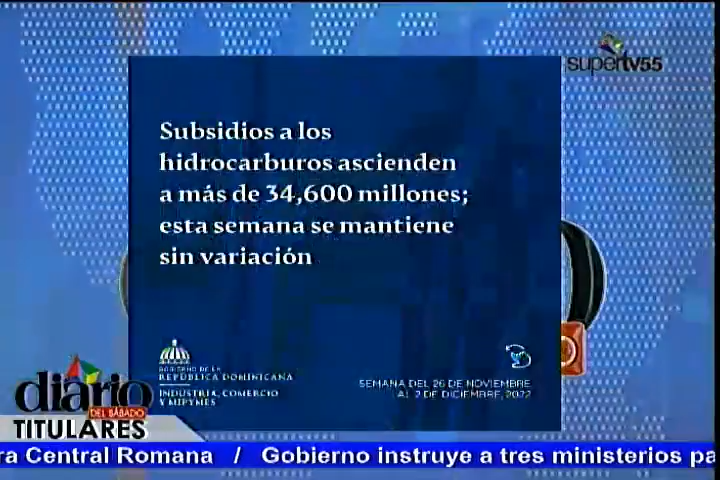 supertv55
Subsidios a los
hidrocarburos ascienden
a más de 34,600 millones;
esta semana se mantiene
sin variación
GOBIERNO DE LA
REPÚBLICA DOMINICANA
INDUSTRIA, COMERCIO
Y MIPYMES
SEMANA DEL 26 DE NOVIEMBRE
AL 2 DE DICIEMBRE, 2022
diario
DEL SÁBADO
TITULARES
ra Central Romana / Gobierno instruye a tres ministerios pa